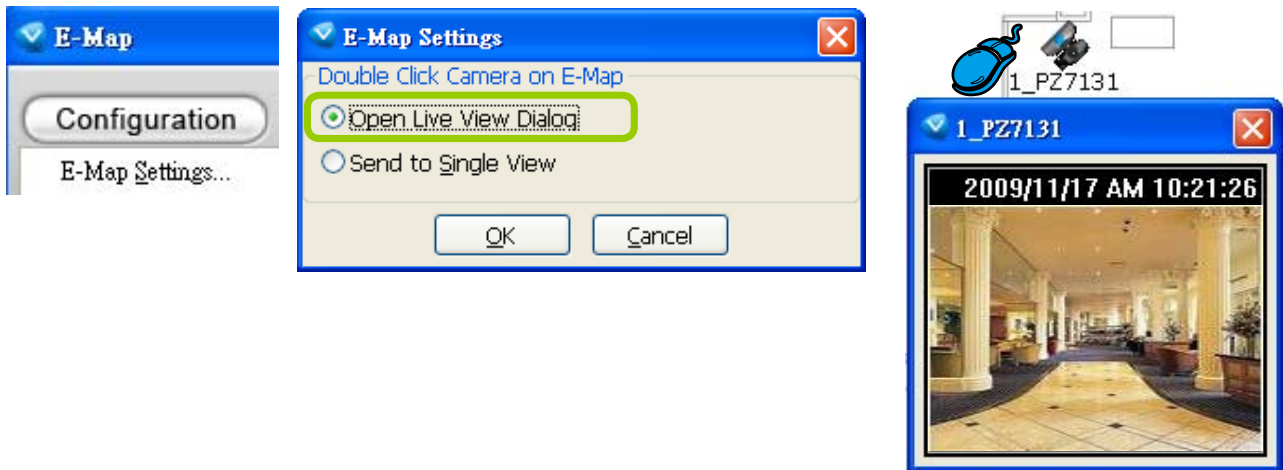 E-Map
Configuration
E-Map Settings...
E-Map Settings
Double Click Camera on E-Map
Open Live View Dialog
Send to Single View
OK
Cancel
1_PZ7131
1_PZ7131
2009/11/17 AM 10:21:26